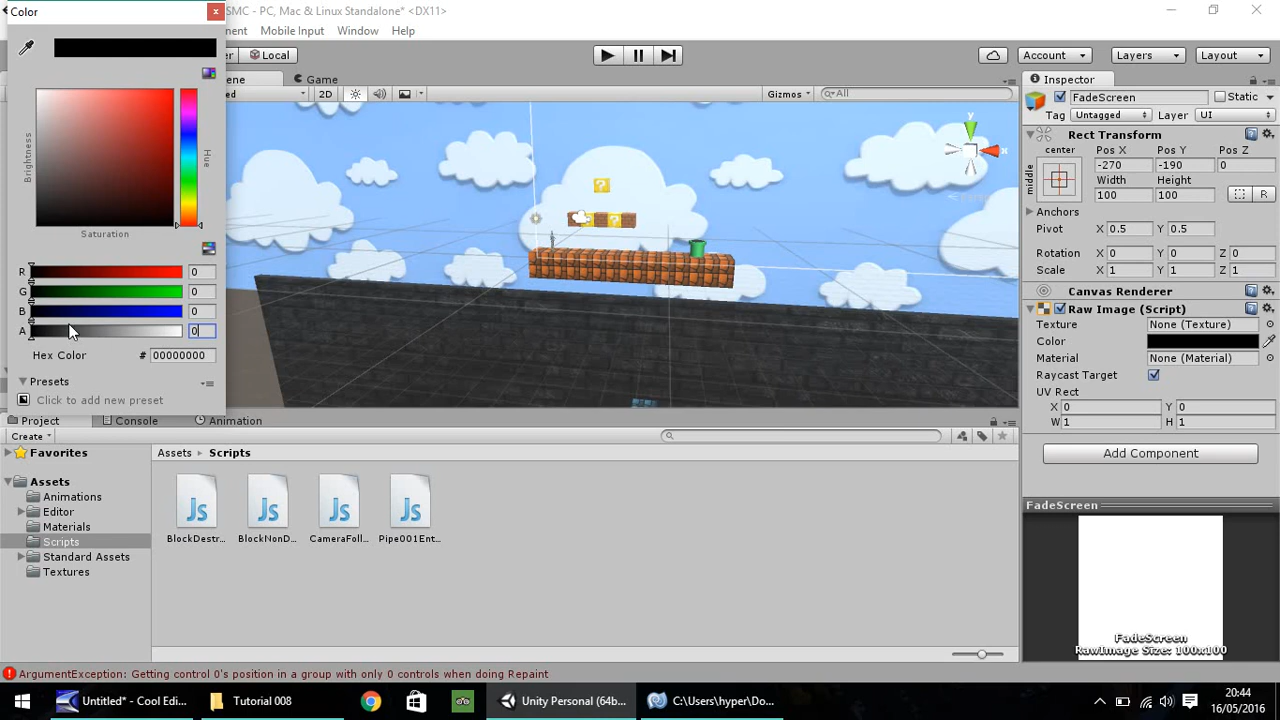 Color
x
SMC - PC, Mac & Linux Standalone* <DX11>
Mobile Input Window Help
Local
Account Layers Layout
Game
2D
Gizmos
All
y
x
Brightness
Hue
Saturation
R 0
G 0
B 0
A 0
Hex Color # 00000000
Presets
Click to add new preset
Inspector
FadeScreen Static
Tag Untagged Layer UI
Rect Transform
center Pos X Pos Y Pos Z
middle
-270 -190 0
Width Height
100 100 R
Anchors
Pivot X 0.5 Y 0.5
Rotation X 0 Y 0 Z 0
Scale X 1 Y 1 Z 1
Canvas Renderer
Raw Image (Script)
Texture None (Texture)
Color
Material None (Material)
Raycast Target
UV Rect
X 0 Y 0
W 1 H 1
Add Component
FadeScreen
FadeScreen
RawImage Size: 100x100
Project Console Animation
Create
Favorites
Assets
Animations
Editor
Materials
Scripts
Standard Assets
Textures
Assets Scripts
Js Js Js Js
BlockDestr... BlockNonD... CameraFoll... Pipe001Ent...
ArgumentException: Getting control 0's position in a group with only 0 controls when doing Repaint
Untitled* - Cool Edi...
Tutorial 008
Unity Personal (64b...
C:\Users\hyper\Do...
20:44
16/05/2016